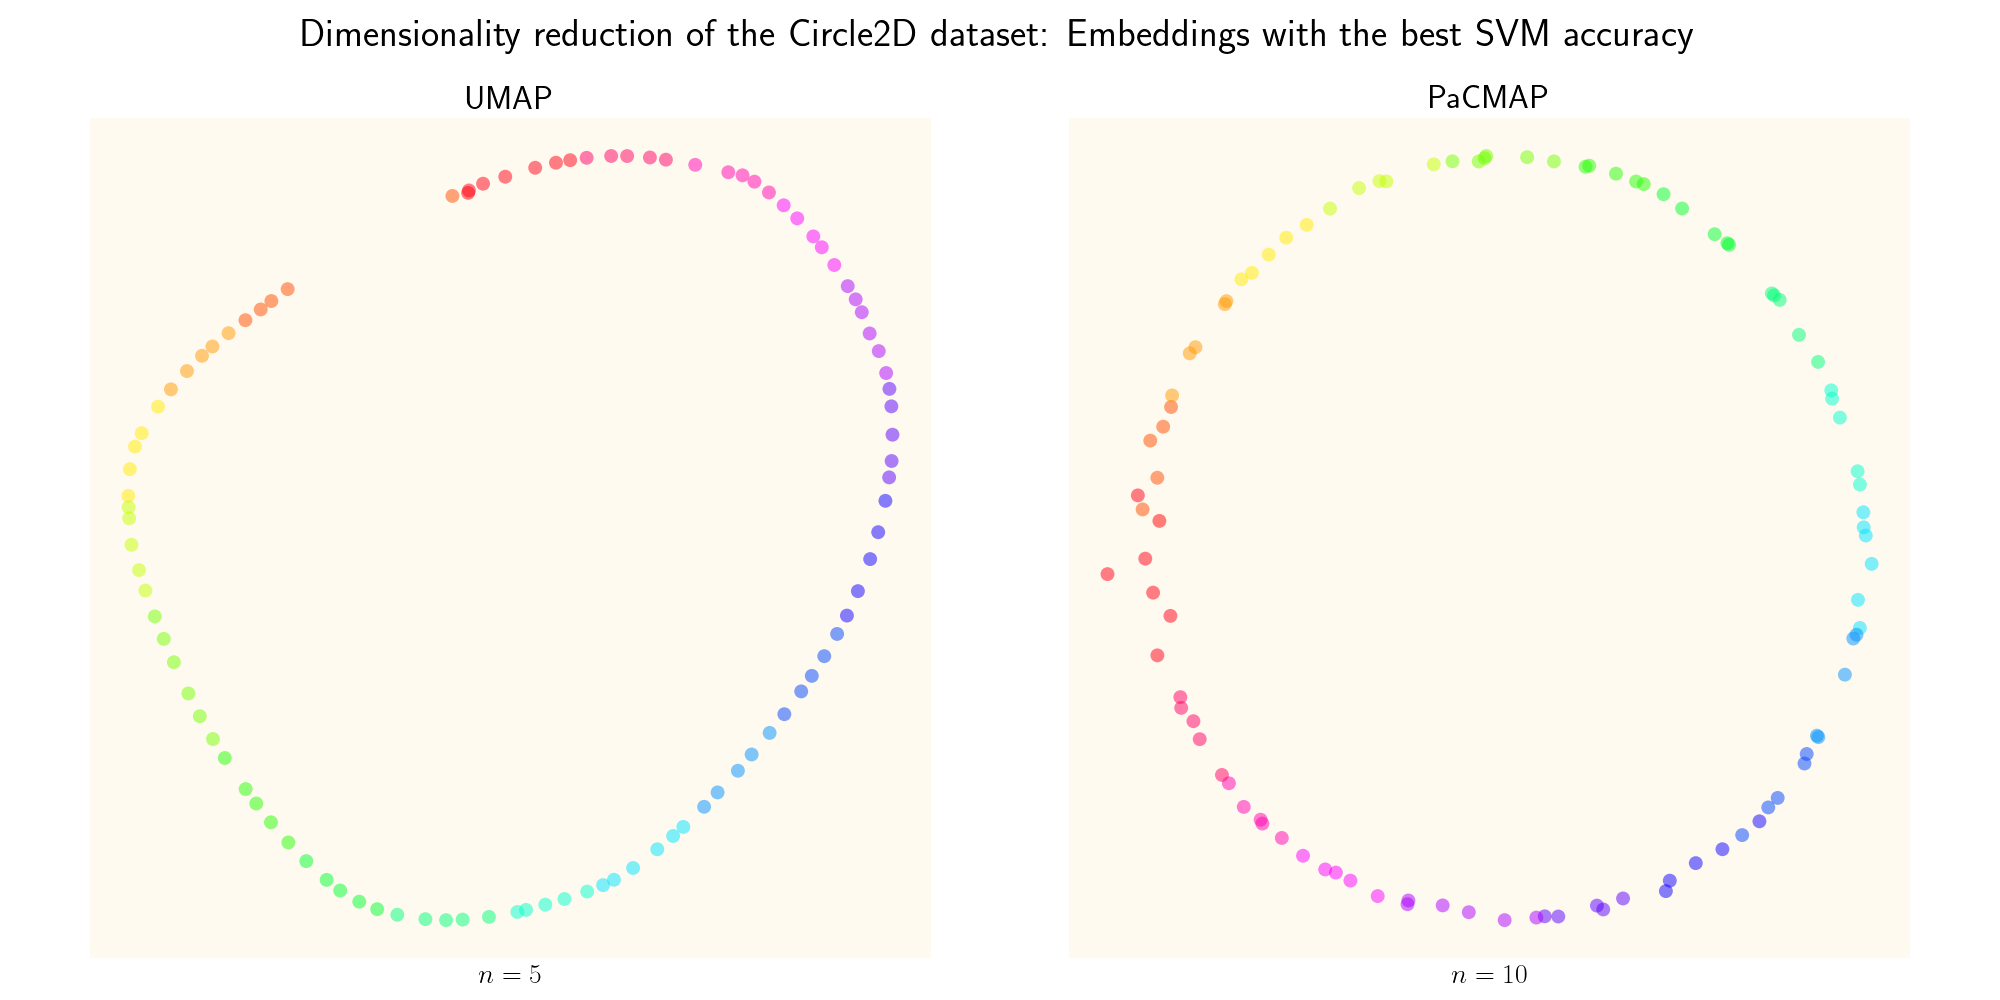 Dimensionality reduction of the Circle2D dataset: Embeddings with the best SVM accuracy
UMAP
PaCMAP
n = 5
n = 10